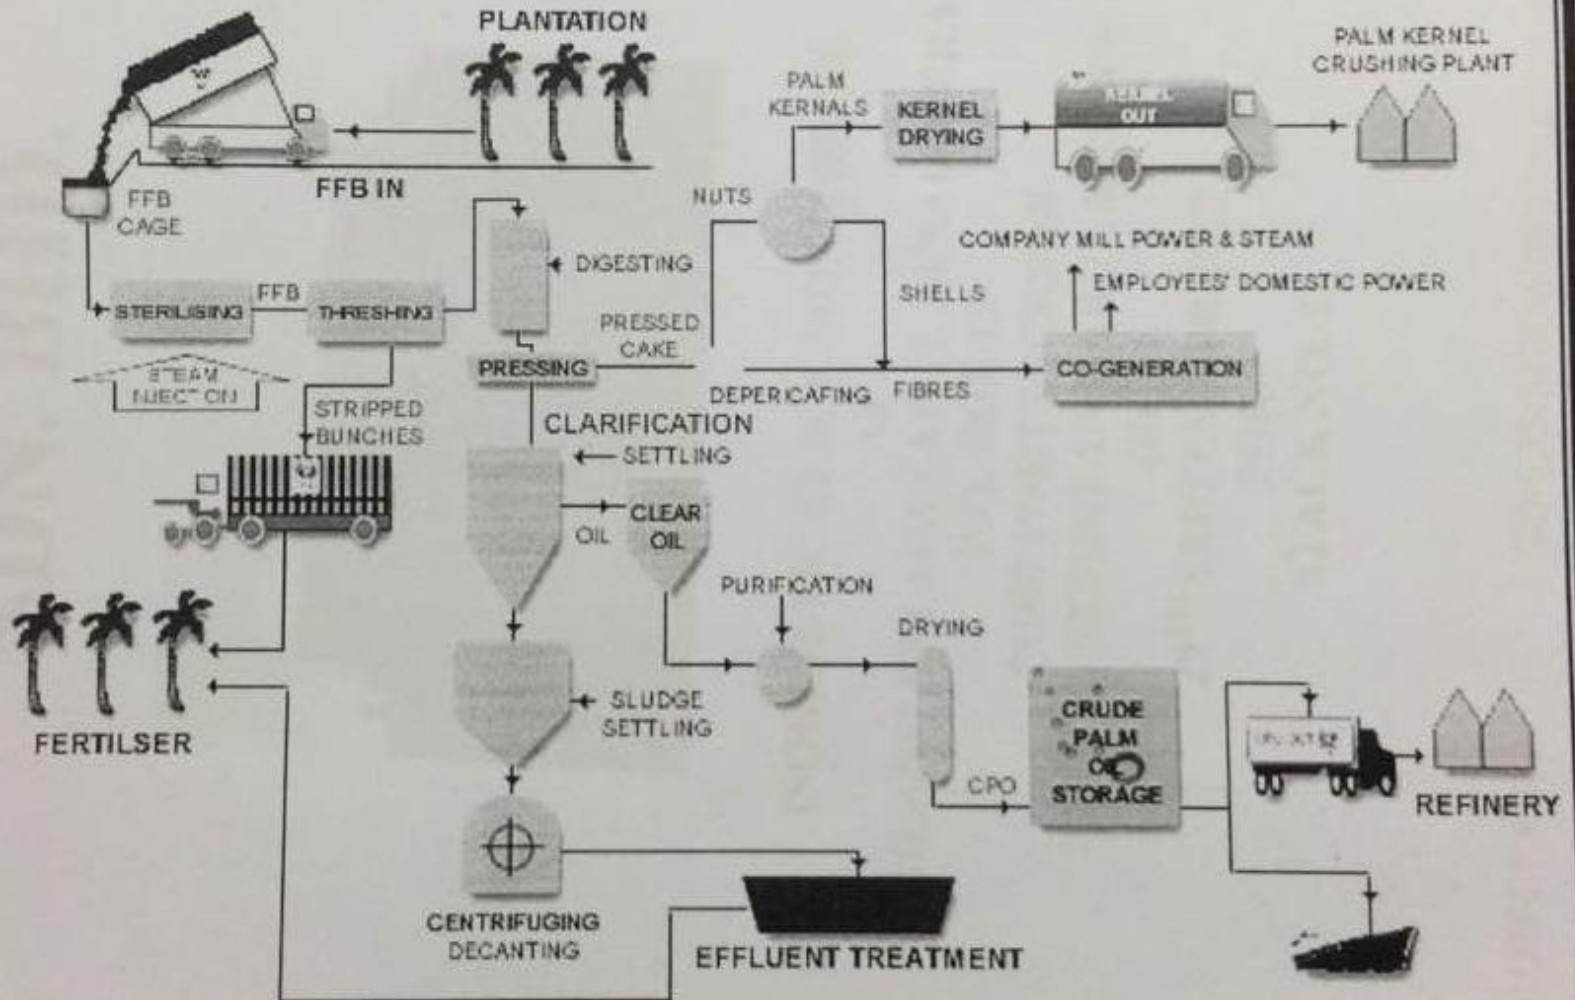 PLANTATION
FFB IN
FFB
CAGE
STERILISING
FFB
THRESHING
STEAM
STRIPPED
BUNCHES
FERTILSER
DIGESTING
PRESSING
PRESSED
CAKE
NUTS
PALM
KERNALS
KERNEL
DRYING
OUT
PALM KERNEL
CRUSHING PLANT
SHELLS
DEPERICAFING
FIBRES
CO-GENERATION
COMPANY MILL POWER & STEAM
EMPLOYEES' DOMESTIC POWER
CLARIFICATION
SETTLING
OIL
CLEAR
OIL
PURIFICATION
DRYING
SLUDGE
SETTLING
CPO
CRUDE
PALM
STORAGE
REFINERY
CENTRIFUGING
DECANTING
EFFLUENT TREATMENT